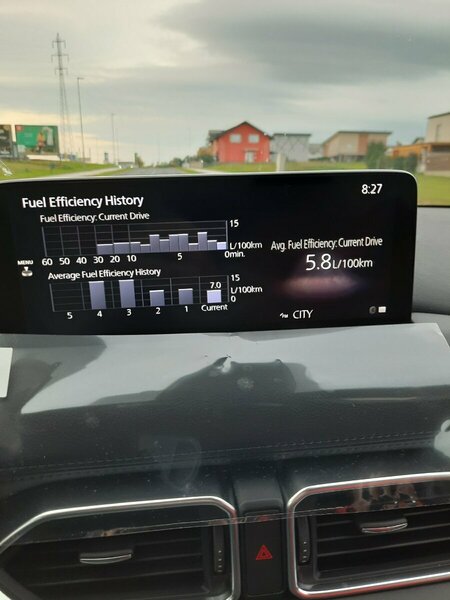 8:27
Fuel Efficiency History
Fuel Efficiency: Current Drive
15
L/100km
60 50 40 30 20 10 5 0min.
MENU
Avg. Fuel Efficiency: Current Drive
5.8 L/100km
Average Fuel Efficiency History
15
7.0
L/100km
0
5 4 3 2 1 Current
CITY